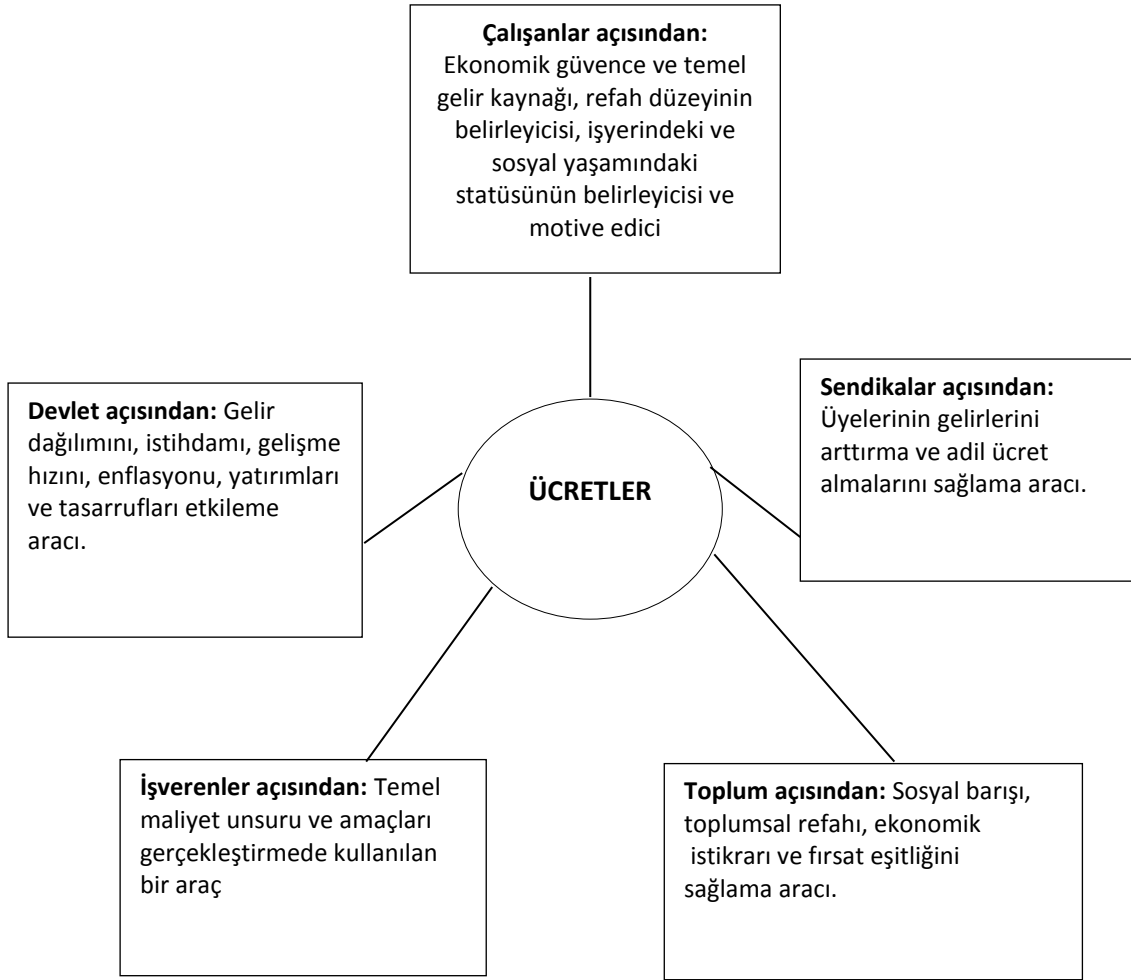 Çalışanlar açısından:
Ekonomik güvence ve temel
gelir kaynağı, refah düzeyinin
belirleyicisi, işyerindeki ve
sosyal yaşamındaki
statüsünün belirleyicisi ve
motive edici
Devlet açısından: Gelir
dağılımını, istihdamı, gelişme
hızını, enflasyonu, yatırımları
ve tasarrufları etkileme
aracı.
ÜCRETLER
Sendikalar açısından:
Üyelerinin gelirlerini
arttırma ve adil ücret
almalarını sağlama aracı.
İşverenler açısından: Temel
maliyet unsuru ve amaçları
gerçekleştirmede kullanılan
bir araç
Toplum açısından: Sosyal barışı,
toplumsal refahı, ekonomik
istikrarı ve fırsat eşitliğini
sağlama aracı.